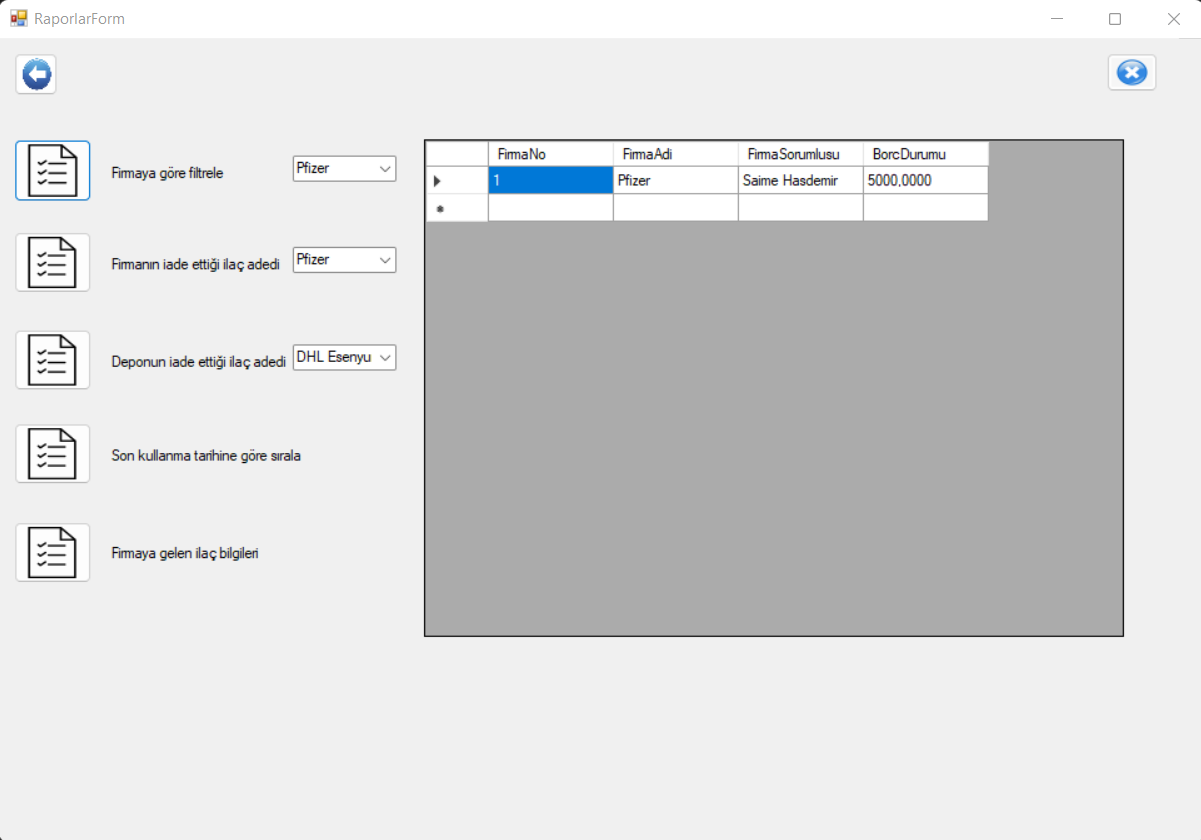 RaporlarForm
Firmaya göre filtrele
Pfizer
Firmanın iade ettiği ilaç adedi
Pfizer
Deponun iade ettiği ilaç adedi
DHL Esenyu
Son kullanma tarihine göre sırala
Firmaya gelen ilaç bilgileri
FirmaNo FirmaAdi FirmaSorumlusu BorcDurumu
1 Pfizer Saime Hasdemir 5000,0000